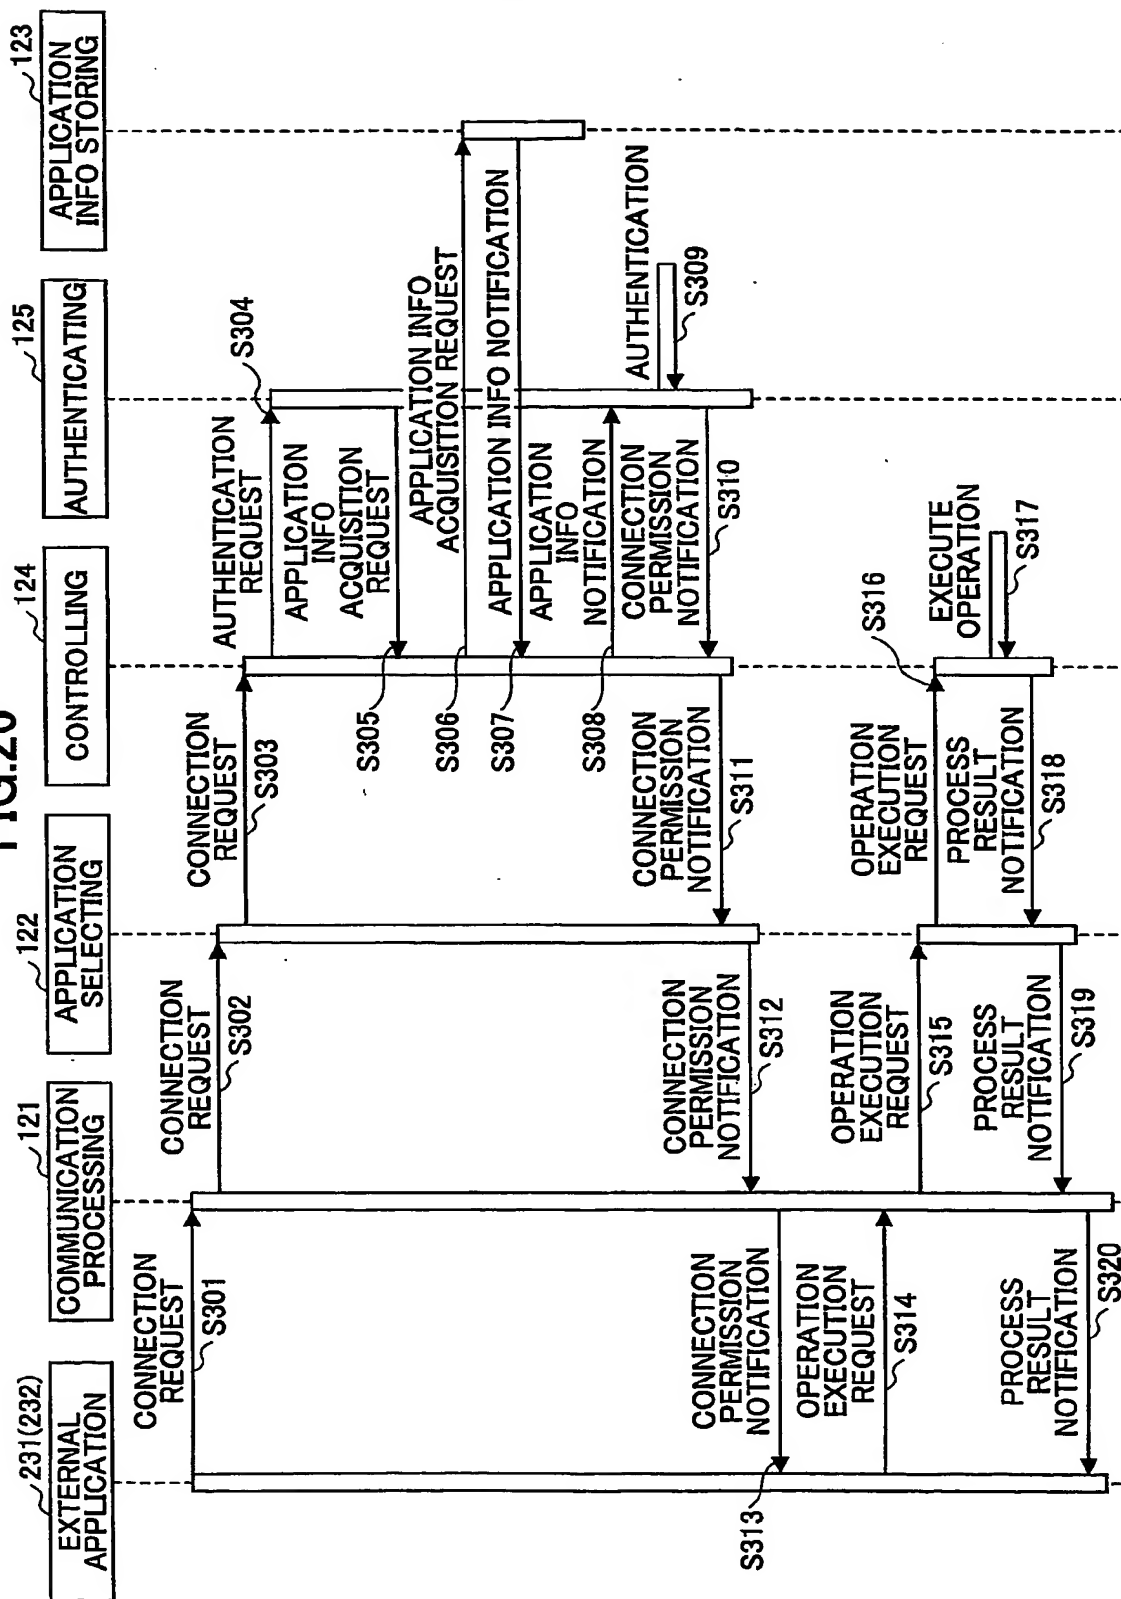 FIG.20
231(232)
EXTERNAL
APPLICATION
121
COMMUNICATION
PROCESSING
122
APPLICATION
SELECTING
124
CONTROLLING
125
AUTHENTICATING
123
APPLICATION
INFO STORING
CONNECTION
REQUEST
S301
CONNECTION
REQUEST
S302
CONNECTION
REQUEST
S303
AUTHENTICATION
REQUEST
S304
APPLICATION
INFO
ACQUISITION
REQUEST
S305
APPLICATION INFO
ACQUISITION REQUEST
S306
APPLICATION INFO NOTIFICATION
S307
APPLICATION
INFO
NOTIFICATION
S308
AUTHENTICATION
S309
CONNECTION
PERMISSION
NOTIFICATION
S310
CONNECTION
PERMISSION
NOTIFICATION
S311
CONNECTION
PERMISSION
NOTIFICATION
S312
CONNECTION
PERMISSION
NOTIFICATION
S313
OPERATION
EXECUTION
REQUEST
S314
OPERATION
EXECUTION
REQUEST
S315
OPERATION
EXECUTION
REQUEST
S316
EXECUTE
OPERATION
S317
PROCESS
RESULT
NOTIFICATION
S318
PROCESS
RESULT
NOTIFICATION
S319
PROCESS
RESULT
NOTIFICATION
S320